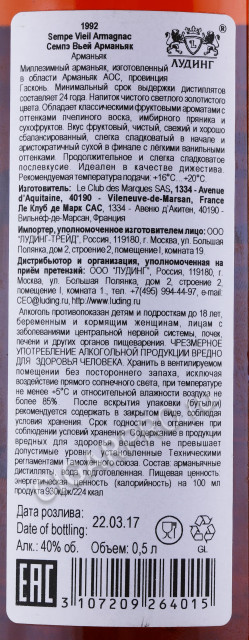 1992
Sempe Vieil Armagnac
Семпэ Вьей Арманьяк
Арманьяк
ЛУДИНГ
Миллезимный арманьяк, изготовленный
в области Арманьяк АОС, провинция
Гасконь. Минимальный срок выдержки дистиллятов
составляет 24 года. Напиток чистого светлого золотистого
цвета. Обладает классическими фруктовыми ароматами с
оттенками пчелиного воска, имбирного пряника и
сухофруктов. Вкус фруктовый, чистый, свежий и хорошо
сбалансированный, слегка сладковатый в начале и
аристократичный сухой в финале с лёгкими ванильными
оттенками. Продолжительное и слегка сладковатое
послевкусие. Идеален в качестве дижестива.
Рекомендуемая температура подачи: +16°С ..+20°С.
Изготовитель: Le Club des Marques SAS, 1334 - Avenue
d'Aquitaine, 40190 - Villeneuve-de-Marsan, France
Ле Клуб де Марк САС, 1334 - Авеню д'Акитен, 40190 -
Вильнеф-де-Марсан, Франция
Импортер, уполномоченное изготовителем лицо: ООО
"ЛУДИНГ-ТРЕЙД", Россия, 119180, г. Москва, ул. Большая
Полянка, дом 2, строение 2, помещение I, комната 19.
Дистрибьютор и организация, уполномоченная на
приём претензий: ООО "ЛУДИНГ", Россия, 119180, г.
Москва, ул. Большая Полянка, дом 2, строение 2,
помещение I, комната 1, тел. +7(495) 994-44-97, e-mail:
CEO@luding.ru, http://www.luding.ru
Алкоголь противопоказан детям и подросткам до 18 лет,
беременным и кормящим женщинам, лицам с
заболеваниями центральной нервной системы, почек,
печени и других органов пищеварения. ЧРЕЗМЕРНОЕ
УПОТРЕБЛЕНИЕ АЛКОГОЛЬНОЙ ПРОДУКЦИИ ВРЕДНО
ДЛЯ ЗДОРОВЬЯ ЧЕЛОВЕКА. Хранить в вентилируемом
помещении без постороннего запаха, исключая
воздействие прямого солнечного света, при температуре
не менее +5°С и относительной влажности воздуха не
более 85% После вскрытия упаковки (бутылки)
рекомендуется содержать в закрытом виде, соблюдая
условия хранения. Срок годности не ограничен при
соблюдении условий хранения. Содержание в продукции
вредных для здоровья веществ не превышает
допустимые уровни, установленные Техническими
регламентами Таможенного союза. Состав: арманьячные
дистилляты, вода подготовленная. Пищевая ценность,
энергетическая ценность (калорийность) на 100 мл
продукта 930кДж/224 ккал
Дата розлива:
Date of bottling: 22.03.17
Алк.: 40% об. Объем: 0,5 л
GL
EAC
3 107209 264015